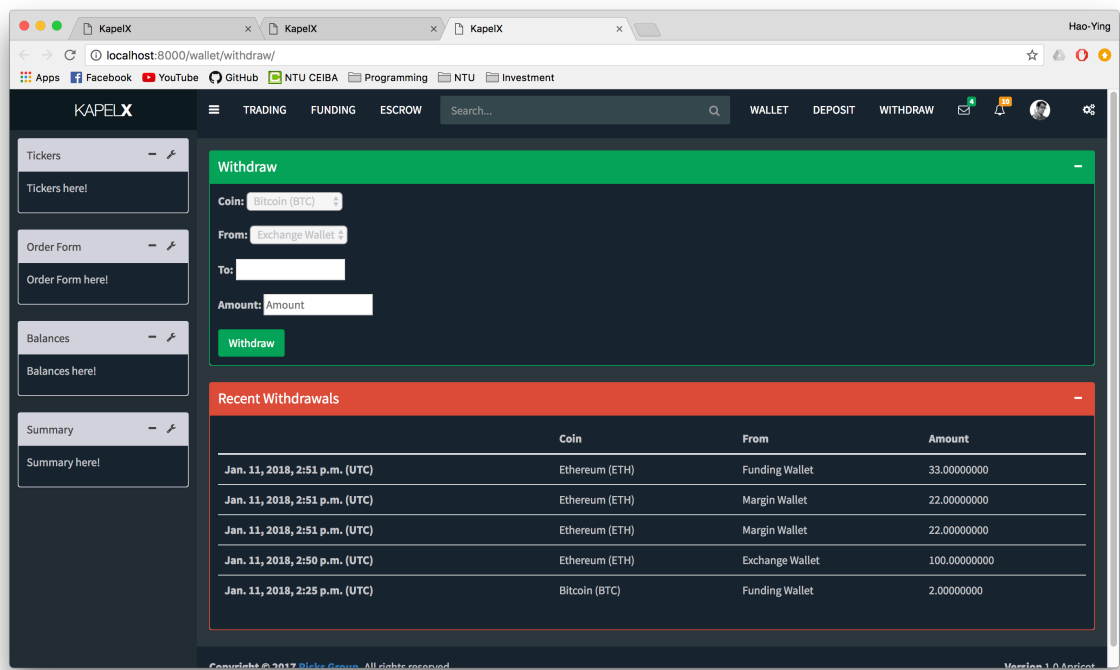 KapelX
KapelX
KapelX
Hao-Ying
localhost:8000/wallet/withdraw/
Apps Facebook YouTube GitHub NTU CEIBA Programming NTU Investment
KAPELX
TRADING FUNDING ESCROW Search... WALLET DEPOSIT WITHDRAW 4 10
Tickers
Tickers here!
Order Form
Order Form here!
Balances
Balances here!
Summary
Summary here!
Withdraw
Coin: Bitcoin (BTC)
From: Exchange Wallet
To:
Amount: Amount
Withdraw
Recent Withdrawals
Coin From Amount
Jan. 11, 2018, 2:51 p.m. (UTC) Ethereum (ETH) Funding Wallet 33.00000000
Jan. 11, 2018, 2:51 p.m. (UTC) Ethereum (ETH) Margin Wallet 22.00000000
Jan. 11, 2018, 2:51 p.m. (UTC) Ethereum (ETH) Margin Wallet 22.00000000
Jan. 11, 2018, 2:50 p.m. (UTC) Ethereum (ETH) Exchange Wallet 100.00000000
Jan. 11, 2018, 2:25 p.m. (UTC) Bitcoin (BTC) Funding Wallet 2.00000000
Copyright © 2017 Ricks Group. All rights reserved. Version 1.0 Apricot